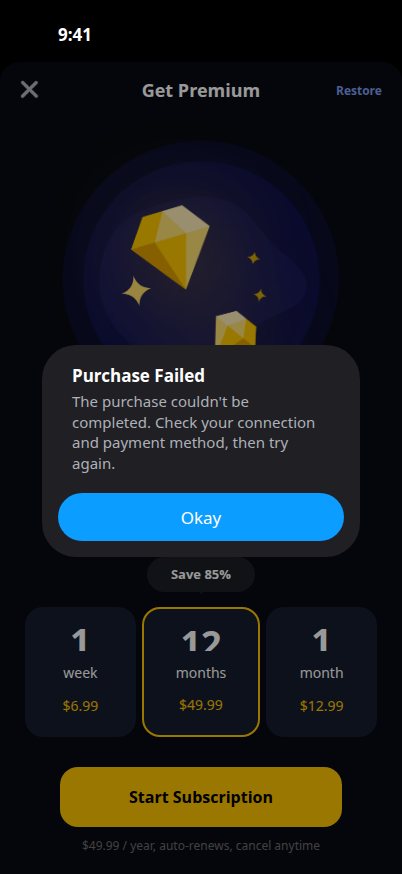 9:41
Get Premium
Restore
Purchase Failed
The purchase couldn't be
completed. Check your connection
and payment method, then try
again.
Okay
Save 85%
1
week
$6.99
12
months
$49.99
1
month
$12.99
Start Subscription
$49.99 / year, auto-renews, cancel anytime